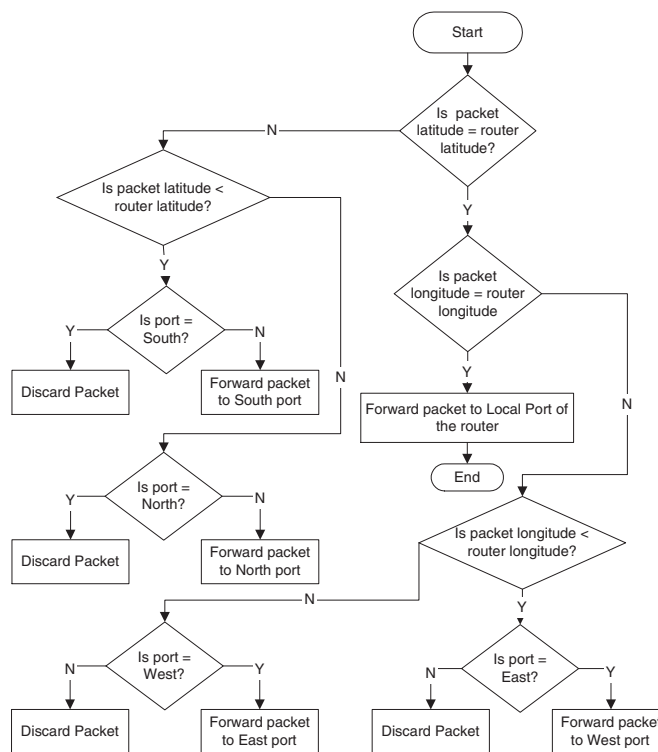 Start
Is packet
latitude = router
latitude?
N
Y
Is packet latitude <
router latitude?
Y
N
Is port =
South?
Y
N
Discard Packet
Forward packet
to South port
Is packet
longitude = router
longitude
Y
N
Forward packet to Local Port of
the router
End
Is port =
North?
Y
N
Discard Packet
Forward packet
to North port
Is packet longitude <
router longitude?
N
Y
Is port =
West?
N
Y
Discard Packet
Forward packet
to East port
Is port =
East?
N
Y
Discard Packet
Forward packet
to West port